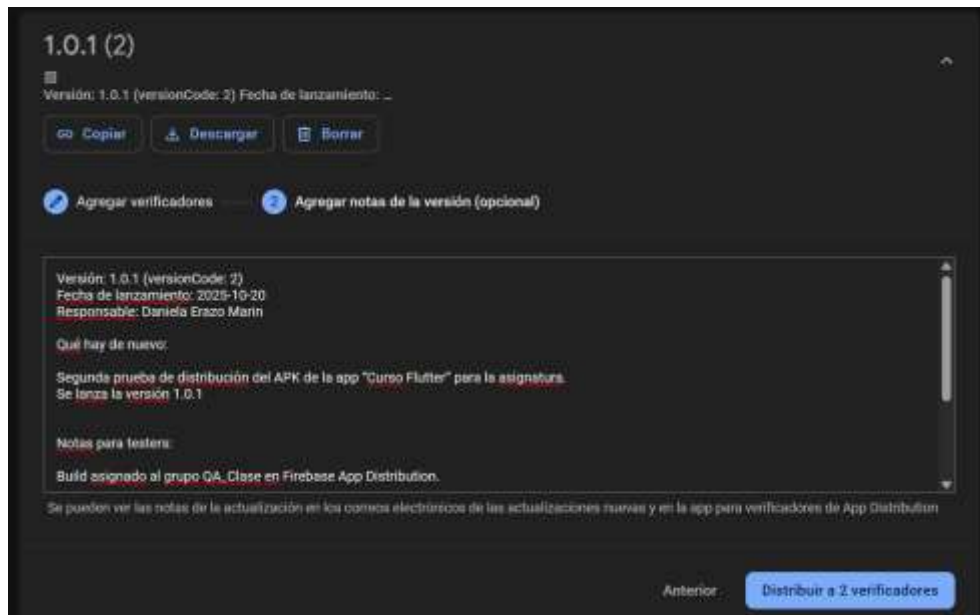 1.0.1 (2)
Versión: 1.0.1 (versionCode: 2) Fecha de lanzamiento: ...
Copiar
Descargar
Borrar
Agregar verificadores
2 Agregar notas de la versión (opcional)
Versión: 1.0.1 (versionCode: 2)
Fecha de lanzamiento: 2025-10-20
Responsable: Daniela Erazo Marin
Qué hay de nuevo:
Segunda prueba de distribución del APK de la app "Curso Flutter" para la asignatura.
Se lanza la versión 1.0.1
Notas para testers:
Build asignado al grupo QA_Clase en Firebase App Distribution.
Se pueden ver las notas de la actualización en los correos electrónicos de las actualizaciones nuevas y en la app para verificadores de App Distribution
Anterior
Distribuir a 2 verificadores